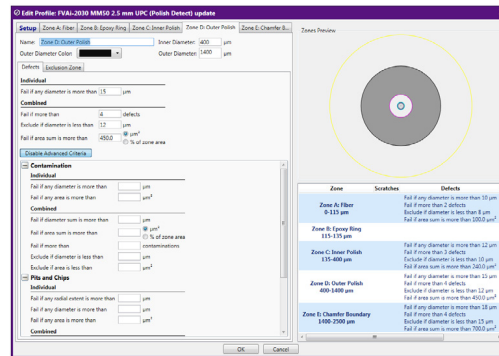 Edit Profile: FVAi-2030 MM50 2.5 mm UPC (Polish Detect) update
Setup Zone A: Fiber Zone B: Epoxy Ring Zone C: Inner Polish Zone D: Outer Polish Zone E: Chamfer B...
Zones Preview
Name: Zone D: Outer Polish Inner Diameter: 400 µm
Outer Diameter Color: Outer Diameter: 1400 µm
Defects Exclusion Zone
Individual
Fail if any diameter is more than 15 µm
Combined
Fail if more than 4 defects
Exclude if diameter is less than 12 µm
Fail if area sum is more than 450.0 µm²
% of zone area
Disable Advanced Criteria
Contamination
Individual
Fail if any diameter is more than µm
Fail if any area is more than µm²
Combined
Fail if diameter sum is more than µm
Fail if area sum is more than µm²
% of zone area
Fail if more than contaminations
Exclude if diameter is less than µm
Exclude if area is less than µm²
Pits and Chips
Individual
Fail if any radial extent is more than µm
Fail if any area is more than µm²
Combined
Zone Scratches Defects
Zone A: Fiber
0-115 µm
Fail if any diameter is more than 10 µm
Fail if more than 2 defects
Exclude if diameter is less than 8 µm
Fail if area sum is more than 100.0 µm²
Zone B: Epoxy Ring
115-135 µm
Zone C: Inner Polish
135-400 µm
Fail if any diameter is more than 12 µm
Fail if more than 3 defects
Exclude if diameter is less than 10 µm
Fail if area sum is more than 240.0 µm²
Zone D: Outer Polish
400-1400 µm
Fail if any diameter is more than 15 µm
Fail if more than 4 defects
Exclude if diameter is less than 12 µm
Fail if area sum is more than 450.0 µm²
Zone E: Chamfer Boundary
1400-2500 µm
Fail if any diameter is more than 18 µm
Fail if more than 4 defects
Exclude if diameter is less than 15 µm
Fail if area sum is more than 700.0 µm²
OK Cancel